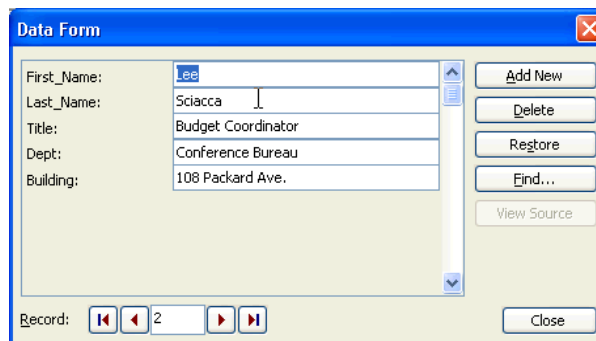 Data Form
First_Name: Lee
Last_Name: Sciacca
Title: Budget Coordinator
Dept: Conference Bureau
Building: 108 Packard Ave.
Add New
Delete
Restore
Find...
View Source
Record: 2
Close